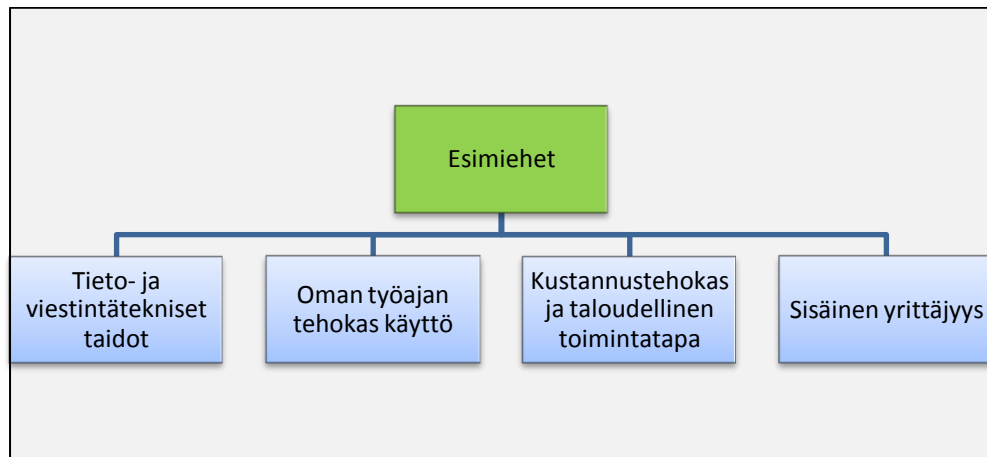 Esimiehet
Tieto- ja
viestintätekniset
taidot
Oman työajan
tehokas käyttö
Kustannustehokas
ja taloudellinen
toimintatapa
Sisäinen yrittäjyys